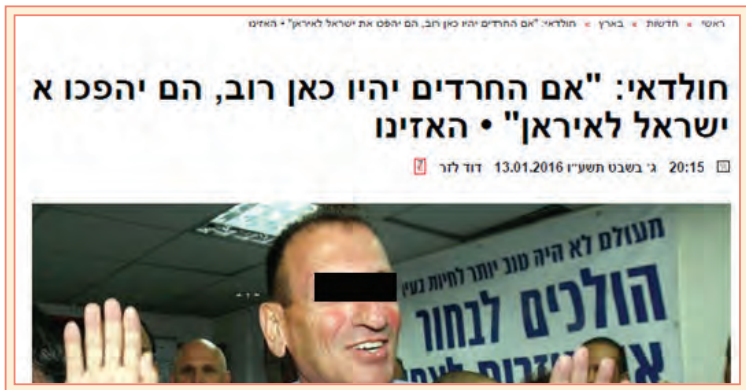 ראשי » חדשות » בארץ » חולדאי: "אם החרדים יהיו כאן רוב, הם יהפכו את ישראל לאיראן" • האזינו
חולדאי: "אם החרדים יהיו כאן רוב, הם יהפכו א
ישראל לאיראן" • האזינו
20:15 ג' בשבט תשע״ו 13.01.2016 דוד לזר
מעולם לא היה טוב יותר לחיות בעיר
הולכים לבחור